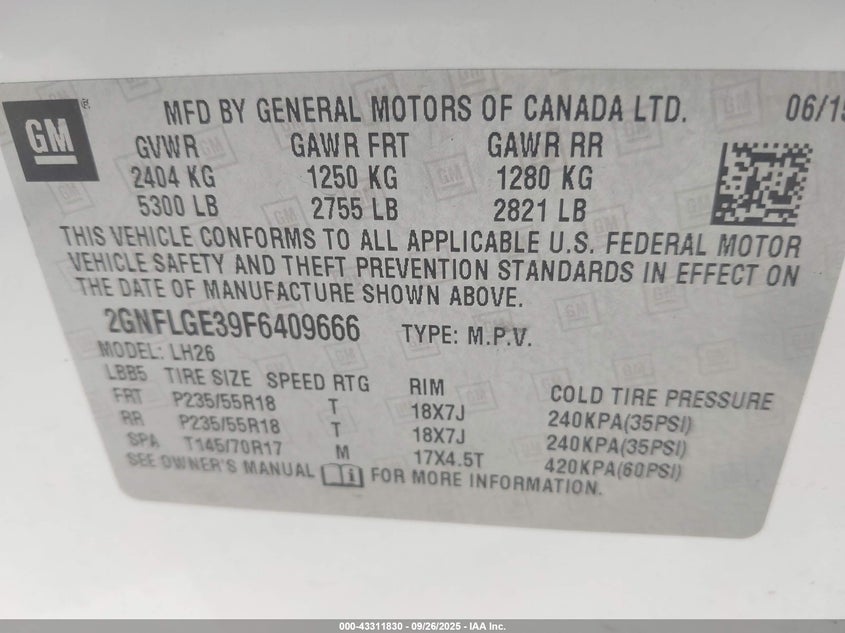 GM ® MFD BY GENERAL MOTORS OF CANADA LTD. 06/15
GVWR GAWR FRT GAWR RR
2404 KG 1250 KG 1280 KG
5300 LB 2755 LB 2821 LB
THIS VEHICLE CONFORMS TO ALL APPLICABLE U.S. FEDERAL MOTOR
VEHICLE SAFETY AND THEFT PREVENTION STANDARDS IN EFFECT ON
THE DATE OF MANUFACTURE SHOWN ABOVE.
2GNFLGE39F6409666 TYPE: M.P.V.
MODEL: LH26
LBB5 TIRE SIZE SPEED RTG RIM COLD TIRE PRESSURE
FRT P235/55R18 T 18X7J 240KPA(35PSI)
RR P235/55R18 T 18X7J 240KPA(35PSI)
SPA T145/70R17 M 17X4.5T 420KPA(60PSI)
SEE OWNER'S MANUAL FOR MORE INFORMATION.
000-43311830 - 09/26/2025 - IAA Inc.